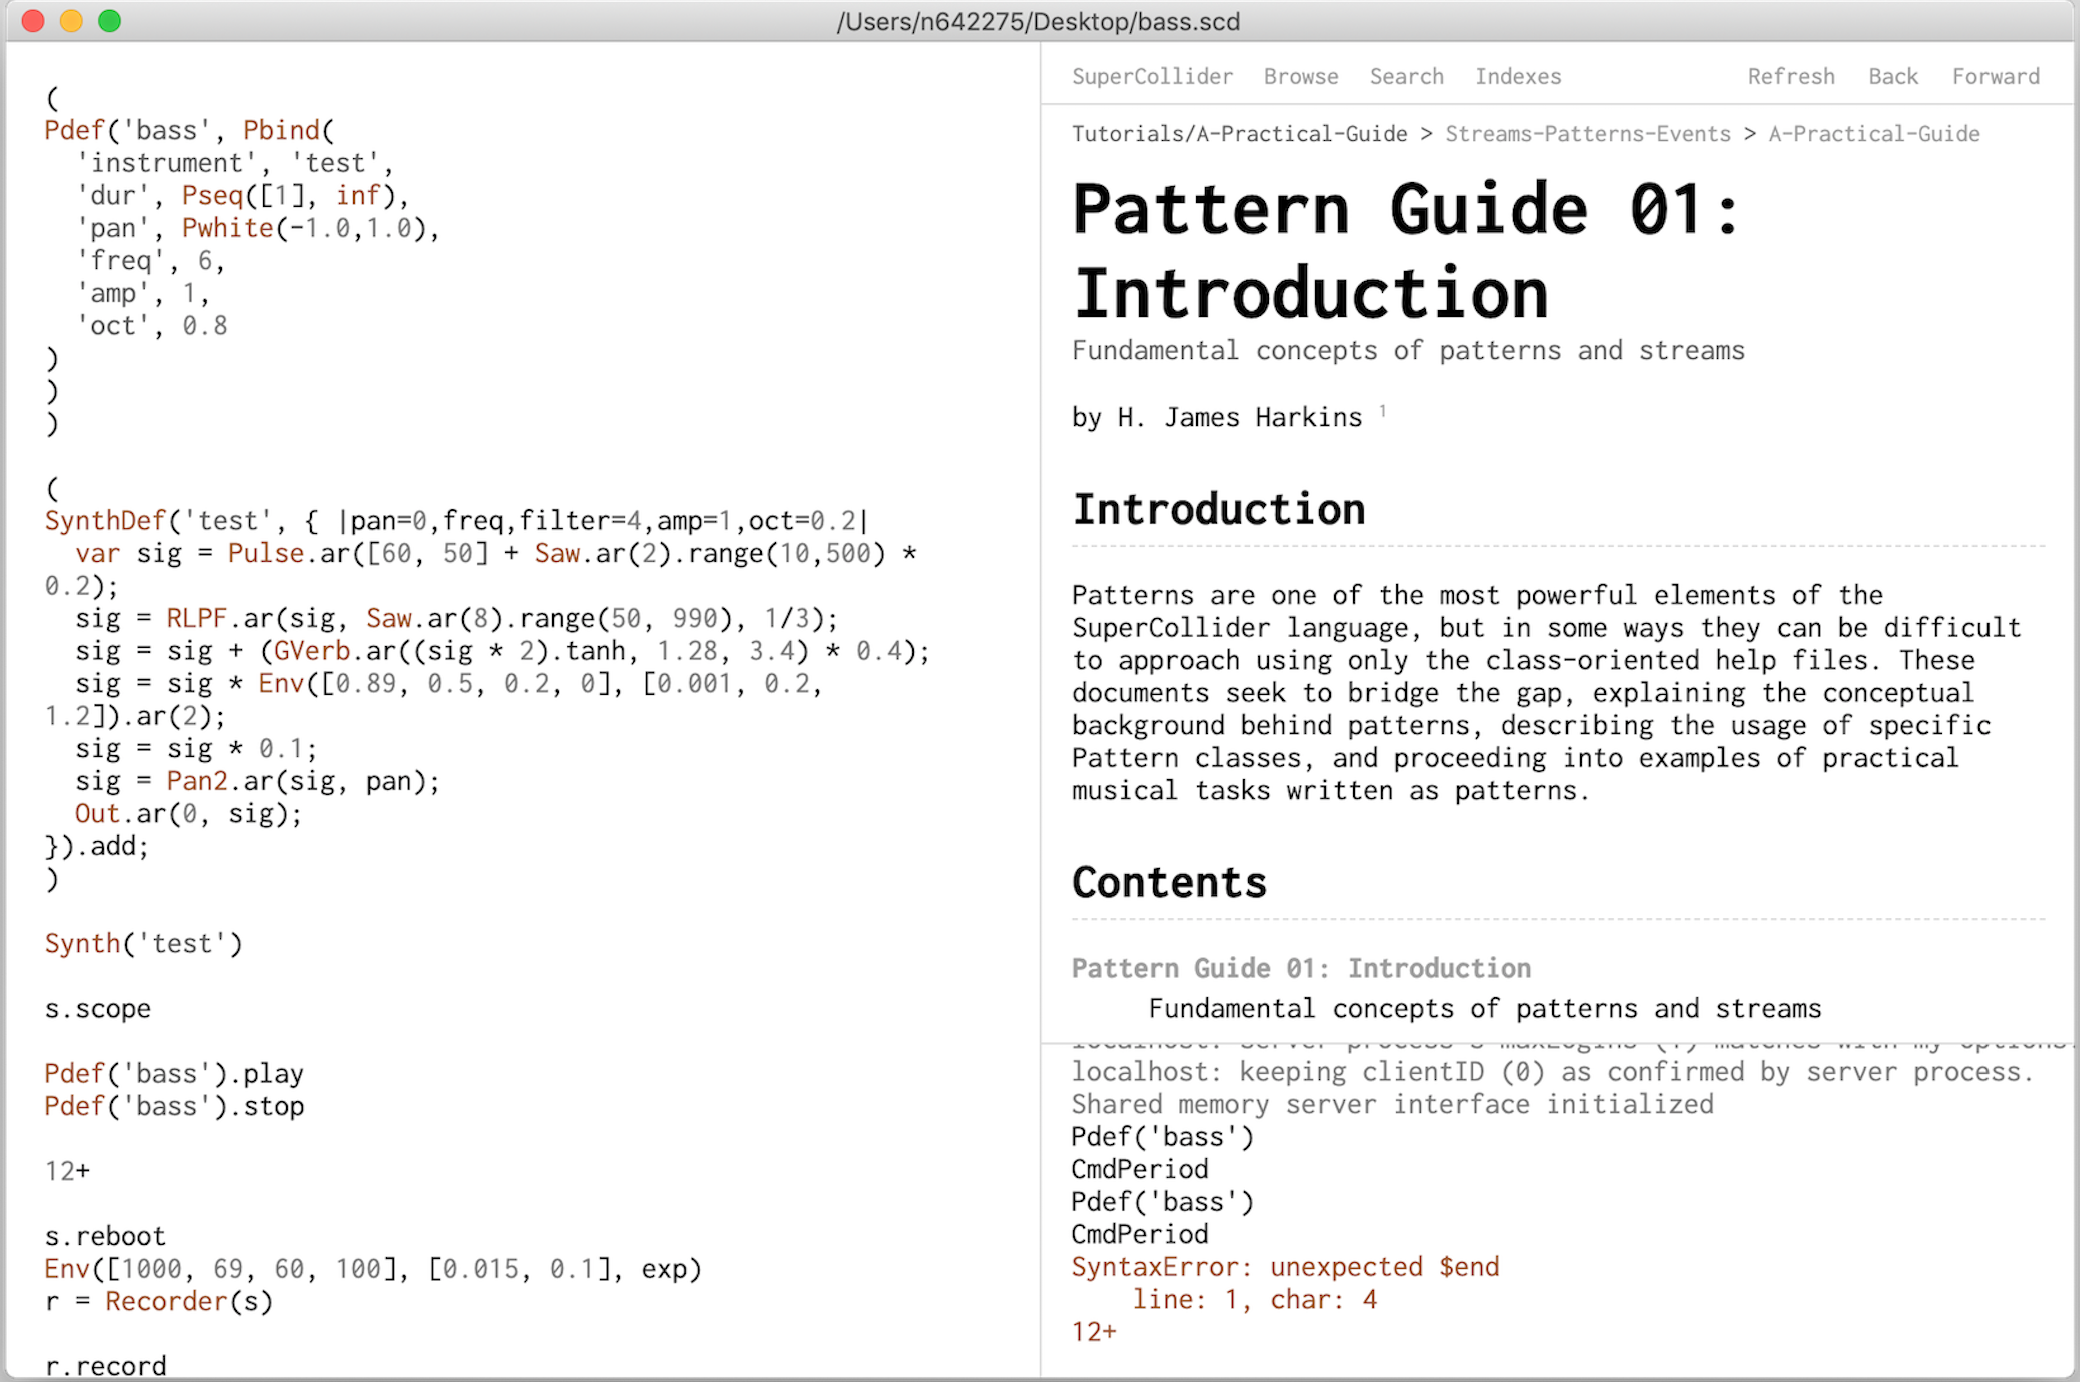 /Users/n642275/Desktop/bass.scd
(
Pdef('bass', Pbind(
  'instrument', 'test',
  'dur', Pseq([1], inf),
  'pan', Pwhite(-1.0,1.0),
  'freq', 6,
  'amp', 1,
  'oct', 0.8
)
)
)
(
SynthDef('test', { |pan=0,freq,filter=4,amp=1,oct=0.2|
  var sig = Pulse.ar([60, 50] + Saw.ar(2).range(10,500) *
0.2);
  sig = RLPF.ar(sig, Saw.ar(8).range(50, 990), 1/3);
  sig = sig + (GVerb.ar((sig * 2).tanh, 1.28, 3.4) * 0.4);
  sig = sig * Env([0.89, 0.5, 0.2, 0], [0.001, 0.2,
1.2]).ar(2);
  sig = sig * 0.1;
  sig = Pan2.ar(sig, pan);
  Out.ar(0, sig);
}).add;
)
Synth('test')
s.scope
Pdef('bass').play
Pdef('bass').stop
12+
s.reboot
Env([1000, 69, 60, 100], [0.015, 0.1], exp)
r = Recorder(s)
r.record
SuperCollider Browse Search Indexes Refresh Back Forward
Tutorials/A-Practical-Guide > Streams-Patterns-Events > A-Practical-Guide
Pattern Guide 01:
Introduction
Fundamental concepts of patterns and streams
by H. James Harkins 1
Introduction
Patterns are one of the most powerful elements of the
SuperCollider language, but in some ways they can be difficult
to approach using only the class-oriented help files. These
documents seek to bridge the gap, explaining the conceptual
background behind patterns, describing the usage of specific
Pattern classes, and proceeding into examples of practical
musical tasks written as patterns.
Contents
Pattern Guide 01: Introduction
Fundamental concepts of patterns and streams
localhost: server process's maxLogins (1) matches with my options.
localhost: keeping clientID (0) as confirmed by server process.
Shared memory server interface initialized
Pdef('bass')
CmdPeriod
Pdef('bass')
CmdPeriod
SyntaxError: unexpected $end
    line: 1, char: 4
12+